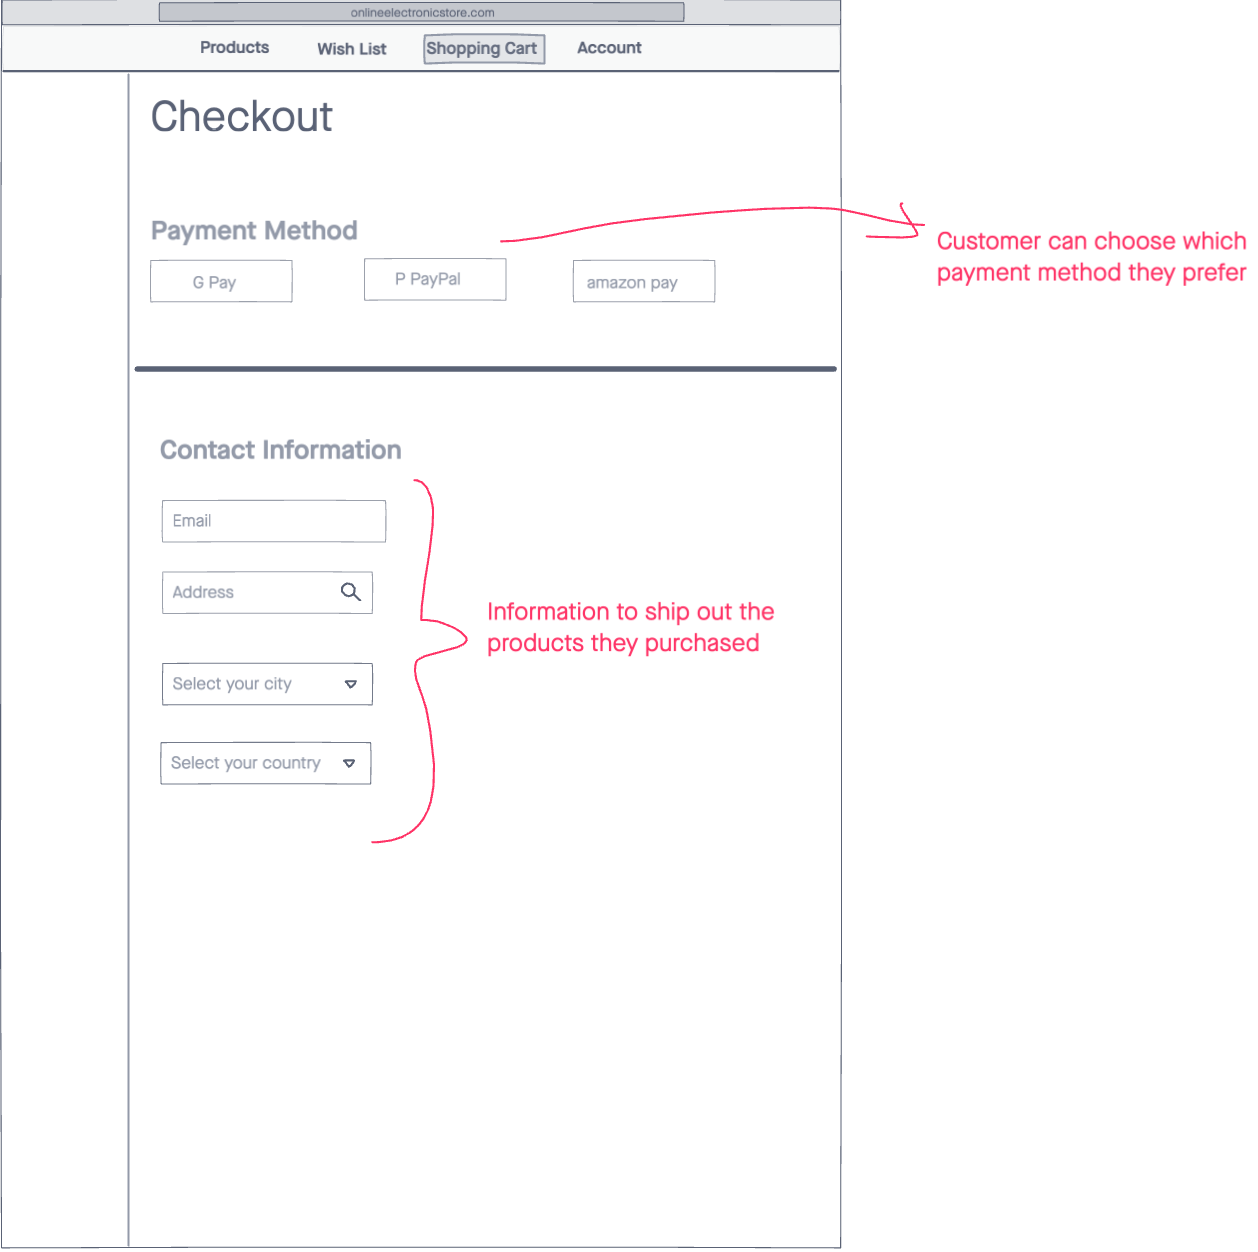 onlineelectronicstore.com
Products Wish List Shopping Cart Account
Checkout
Payment Method
G Pay P PayPal amazon pay
Customer can choose which
payment method they prefer
Contact Information
Email
Address
Information to ship out the
products they purchased
Select your city
Select your country